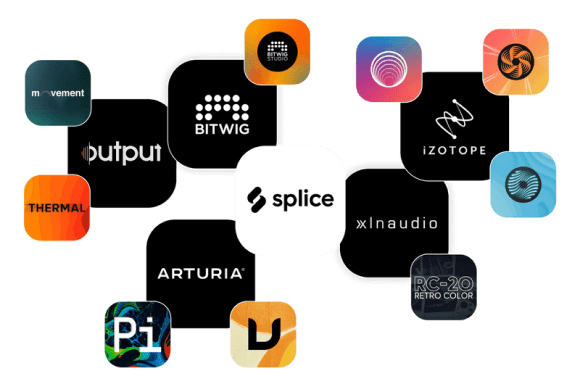 BITWIG
STUDIO
movement
BITWIG
output
iZOTOPE
splice
THERMAL
xlnaudio
ARTURIA®
RC-20
RETRO COLOR
Pi
V